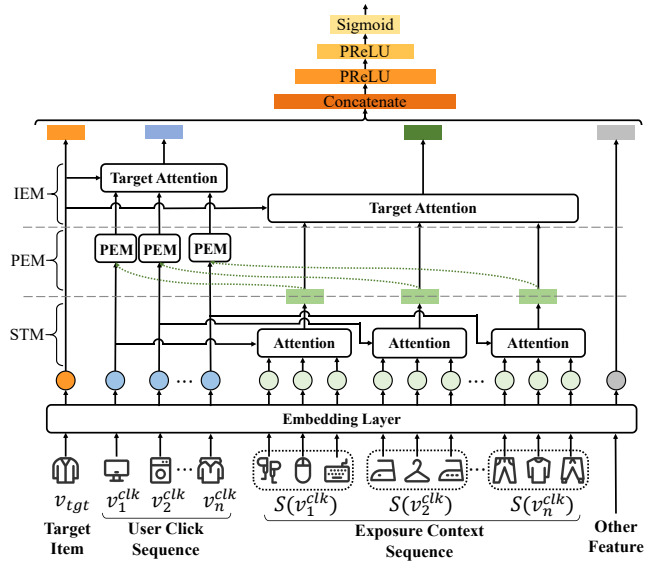 Sigmoid
PReLU
PReLU
Concatenate
IEM
Target Attention
Target Attention
PEM
PEM PEM PEM
STM
Attention Attention Attention
... ...
Embedding Layer
... ...
v_{tgt} v_1^{clk} v_2^{clk} v_n^{clk} S(v_1^{clk}) S(v_2^{clk}) S(v_n^{clk})
Target Item
User Click Sequence
Exposure Context Sequence
Other Feature